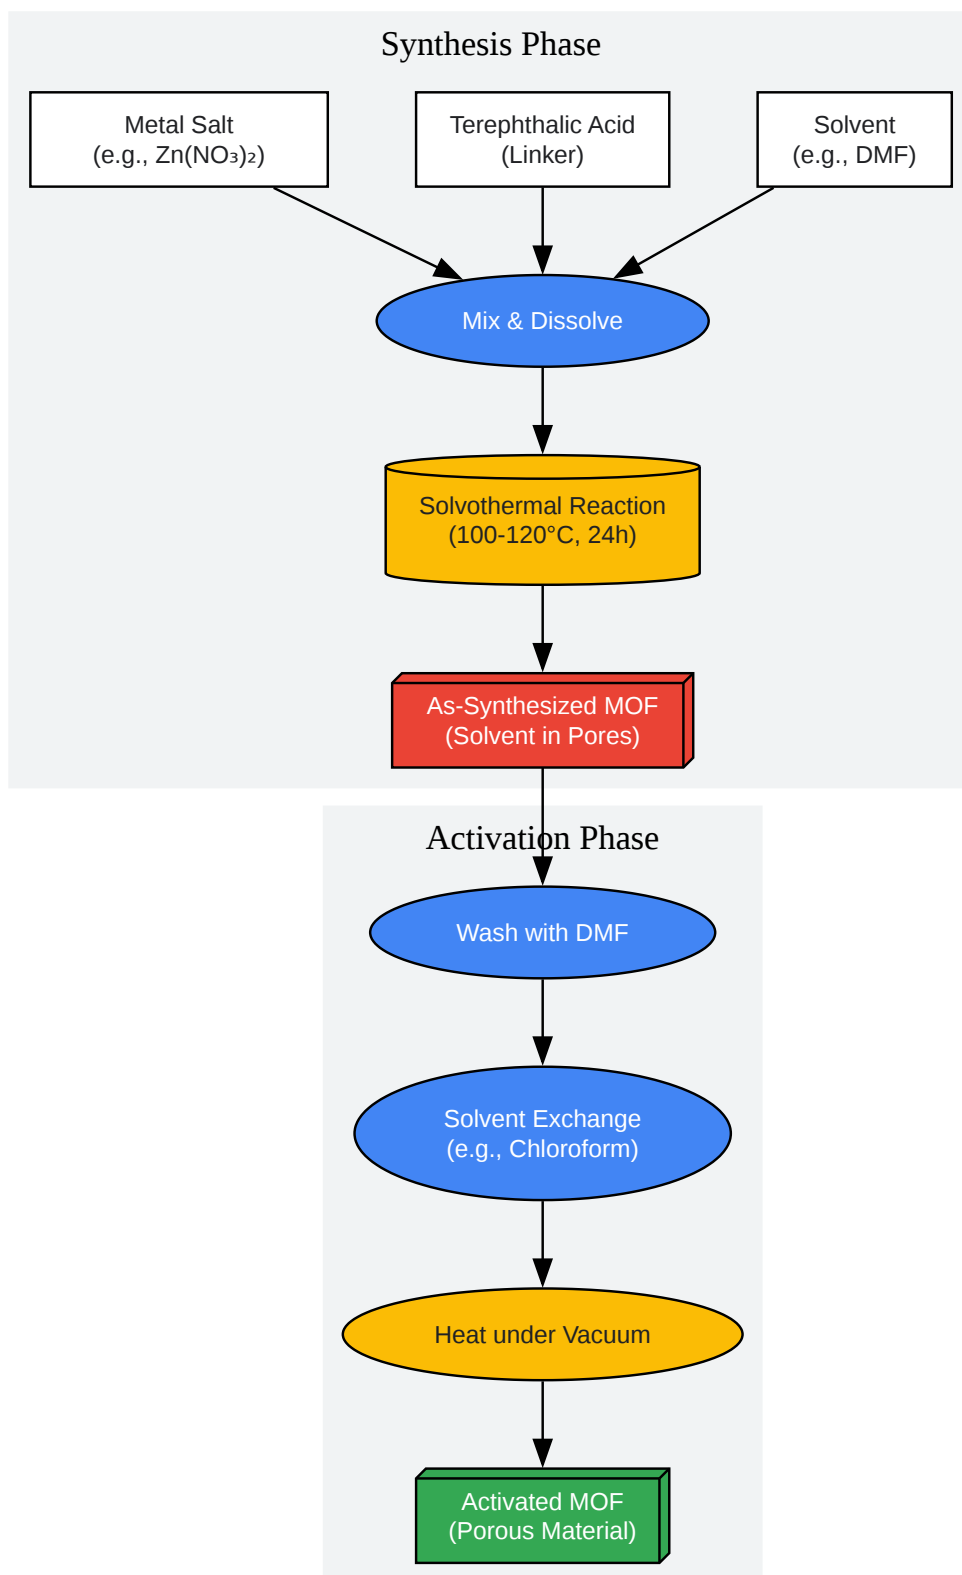 Synthesis Phase
Metal Salt
(e.g., Zn(NO₃)₂)
Terephthalic Acid
(Linker)
Solvent
(e.g., DMF)
Mix & Dissolve
Solvothermal Reaction
(100-120°C, 24h)
As-Synthesized MOF
(Solvent in Pores)
Activation Phase
Wash with DMF
Solvent Exchange
(e.g., Chloroform)
Heat under Vacuum
Activated MOF
(Porous Material)